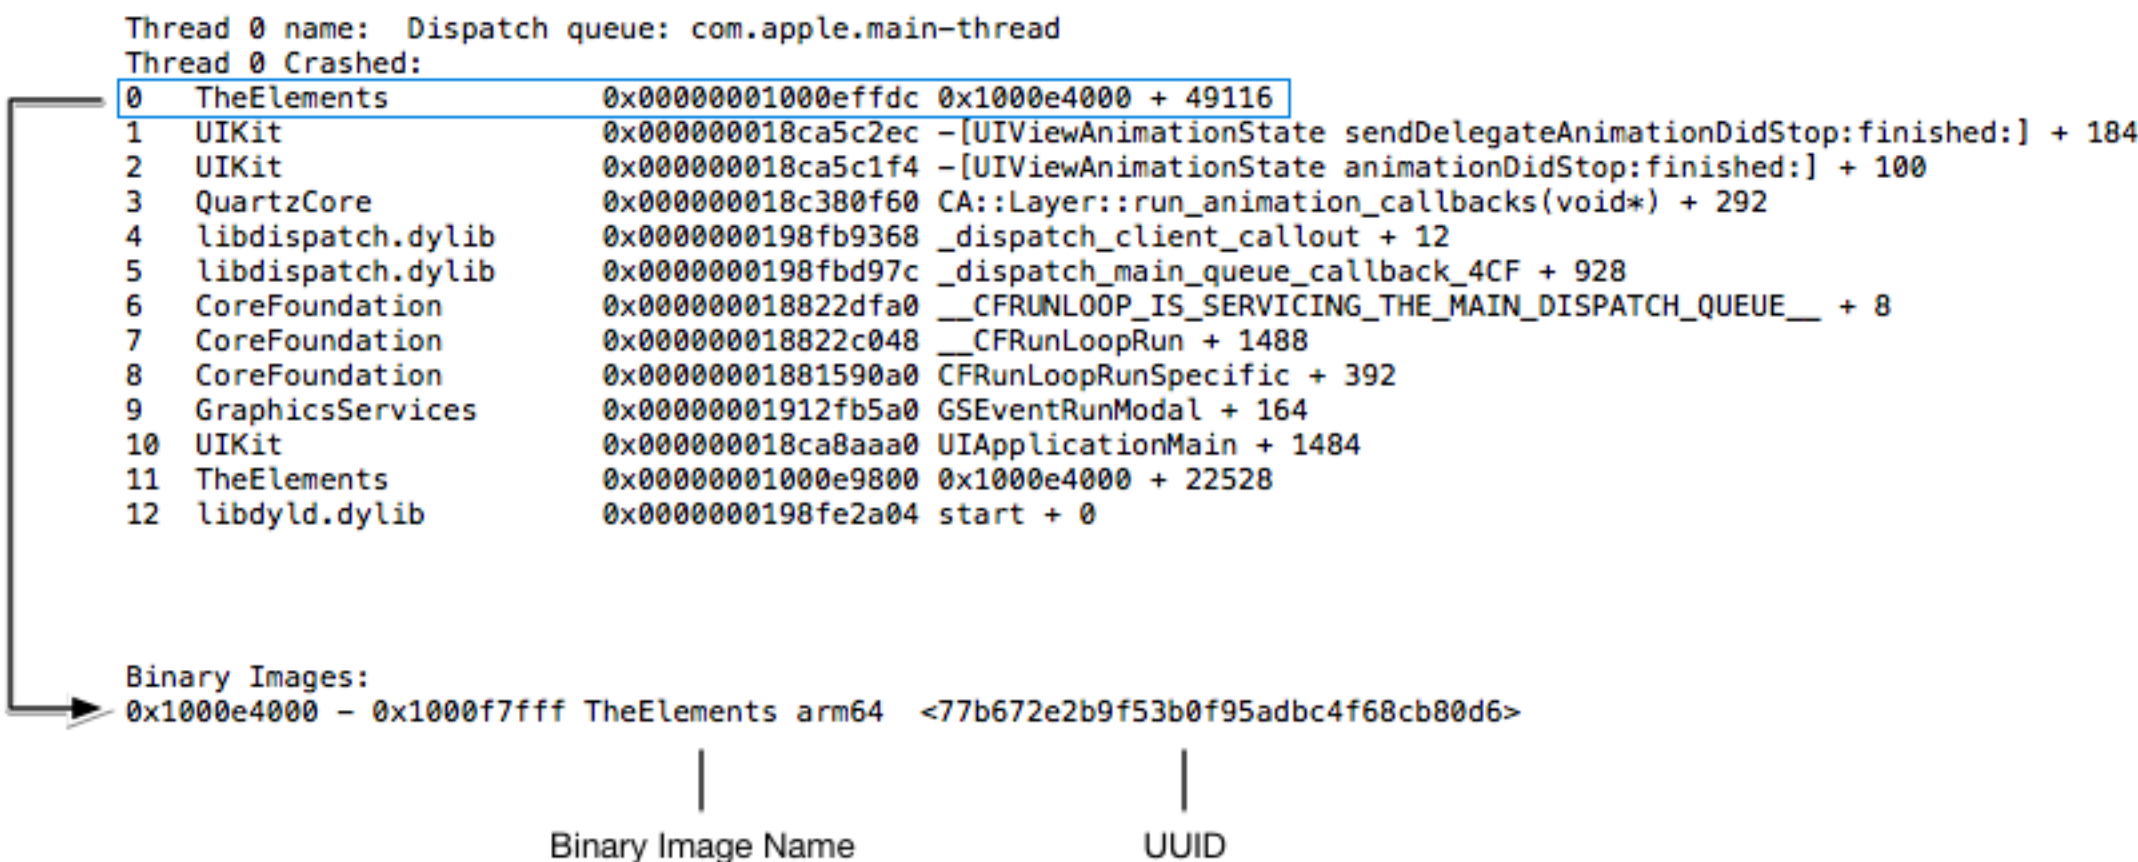 Thread 0 name:  Dispatch queue: com.apple.main-thread
Thread 0 Crashed:
0   TheElements   0x00000001000effdc 0x1000e4000 + 49116
1   UIKit   0x000000018ca5c2ec -[UIViewAnimationState sendDelegateAnimationDidStop:finished:] + 184
2   UIKit   0x000000018ca5c1f4 -[UIViewAnimationState animationDidStop:finished:] + 100
3   QuartzCore   0x000000018c380f60 CA::Layer::run_animation_callbacks(void*) + 292
4   libdispatch.dylib   0x0000000198fb9368 _dispatch_client_callout + 12
5   libdispatch.dylib   0x0000000198fbd97c _dispatch_main_queue_callback_4CF + 928
6   CoreFoundation   0x000000018822dfa0 __CFRUNLOOP_IS_SERVICING_THE_MAIN_DISPATCH_QUEUE__ + 8
7   CoreFoundation   0x000000018822c048 __CFRunLoopRun + 1488
8   CoreFoundation   0x00000001881590a0 CFRunLoopRunSpecific + 392
9   GraphicsServices   0x00000001912fb5a0 GSEventRunModal + 164
10  UIKit   0x000000018ca8aaa0 UIApplicationMain + 1484
11  TheElements   0x00000001000e9800 0x1000e4000 + 22528
12  libdyld.dylib   0x0000000198fe2a04 start + 0
Binary Images:
0x1000e4000 - 0x1000f7fff TheElements arm64  <77b672e2b9f53b0f95adbc4f68cb80d6>
Binary Image Name
UUID